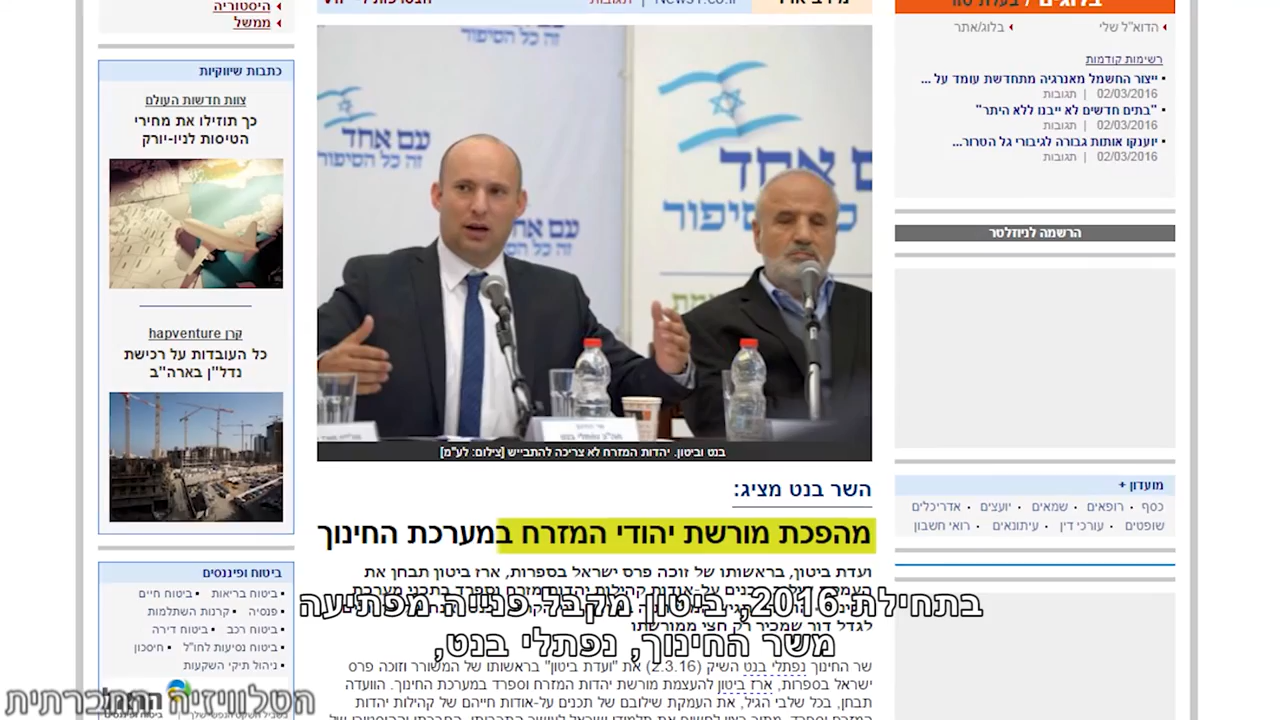 בלוגים / בעלת טור
הדוא"ל שלי
בלוג/אתר
רשימות קודמות
ייצור החשמל מאנרגיה מתחדשת עומד על ...
02/03/2016 | תגובות
"בתים חדשים לא ייבנו ללא היתר"
02/03/2016 | תגובות
יוענקו אותות גבורה לגיבורי גל הטרור...
02/03/2016 | תגובות
הרשמה לניוזלטר
מועדון +
כסף • רופאים • שמאים • יועצים • אדריכלים
שופטים • עורכי דין • עיתונאים • רואי חשבון
News1.co.il | תגובות
עם אחד
זה כל הסיפור
בנט וביטון. יהדות המזרח לא צריכה להתבייש [צילום: לע"מ]
השר בנט מציג:
מהפכת מורשת יהודי המזרח במערכת החינוך
ועדת ביטון, בראשותו של זוכה פרס ישראל בספרות, ארז ביטון תבחן את
לגדל דור שמכיר רק חצי ממורשתו
בתחילת 2016, ביטון מקבל פנייה מפתיעה
משר החינוך, נפתלי בנט,
שר החינוך נפתלי בנט השיק (2.3.16) את "ועדת ביטון" בראשותו של המשורר וזוכה פרס
ישראל בספרות, ארז ביטון להעצמת מורשת יהדות המזרח וספרד במערכת החינוך. הוועדה
תבחן, בכל שלבי הגיל, את העמקת שילובם של תכנים על-אודות חייהם של קהילות יהדות
היסטוריה
ממשל
כתבות שיווקיות
צוות חדשות העולם
כך תוזילו את מחירי
הטיסות לניו-יורק
קרן hapventure
כל העובדות על רכישת
נדל"ן בארה"ב
ביטוח ופיננסים
ביטוח בריאות • ביטוח חיים
פנסיה • קרנות השתלמות
ביטוח רכב • ביטוח דירה
ביטוח נסיעות לחו"ל • חיסכון
ניהול תיקי השקעות
הטלוויזיה החברתית